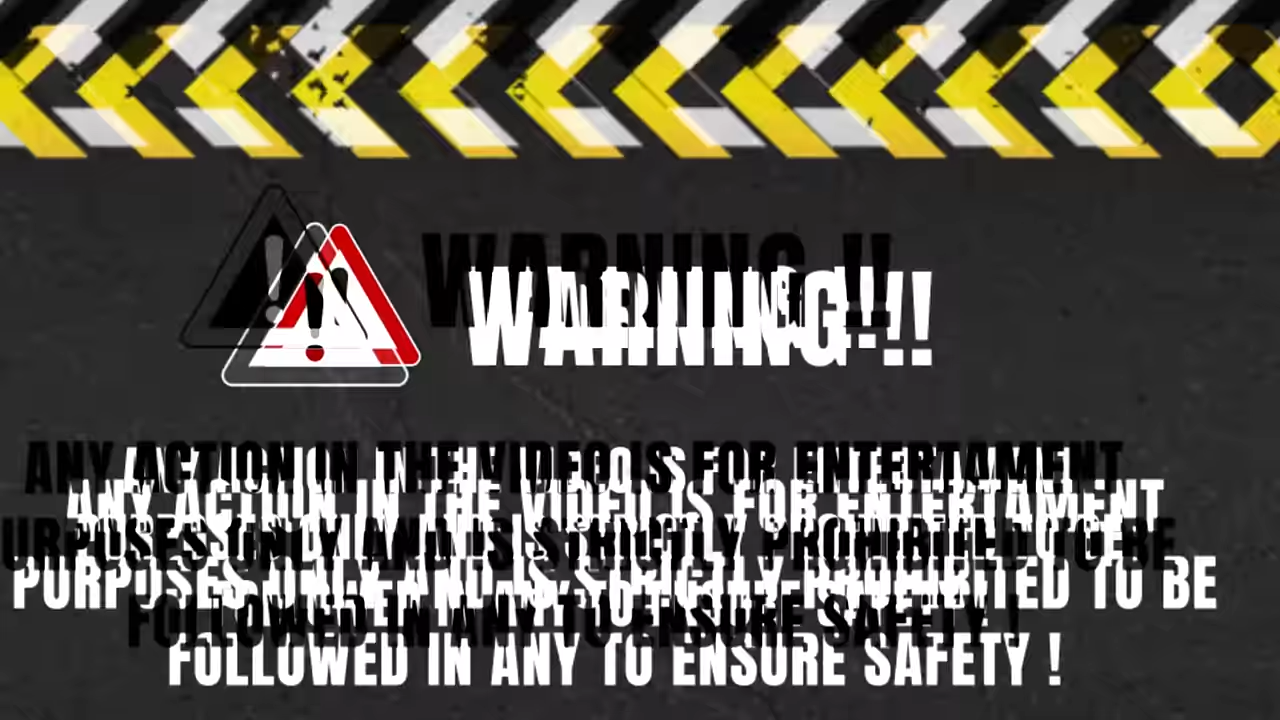 WARNING !!
ANY ACTION IN THE VIDEO IS FOR ENTERTAMENT
PURPOSES ONLY AND IS STRICTLY PROHIBITED TO BE
FOLLOWED IN ANY TO ENSURE SAFETY !